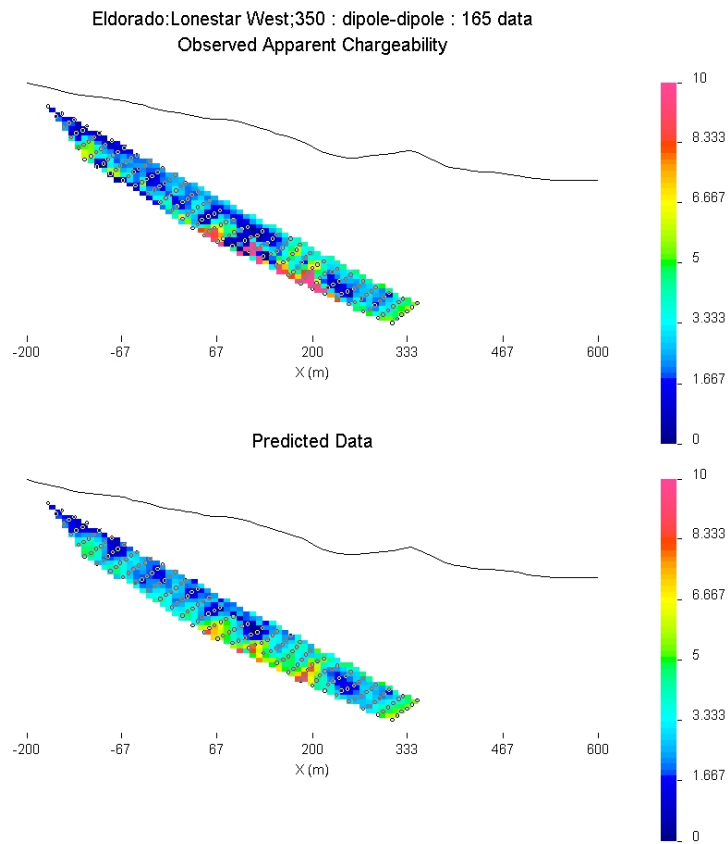 Eldorado:Lonestar West;350 : dipole-dipole : 165 data
Observed Apparent Chargeability
10
8.333
6.667
5
3.333
1.667
0
-200 -67 67 200 333 467 600
X (m)
Predicted Data
10
8.333
6.667
5
3.333
1.667
0
-200 -67 67 200 333 467 600
X (m)